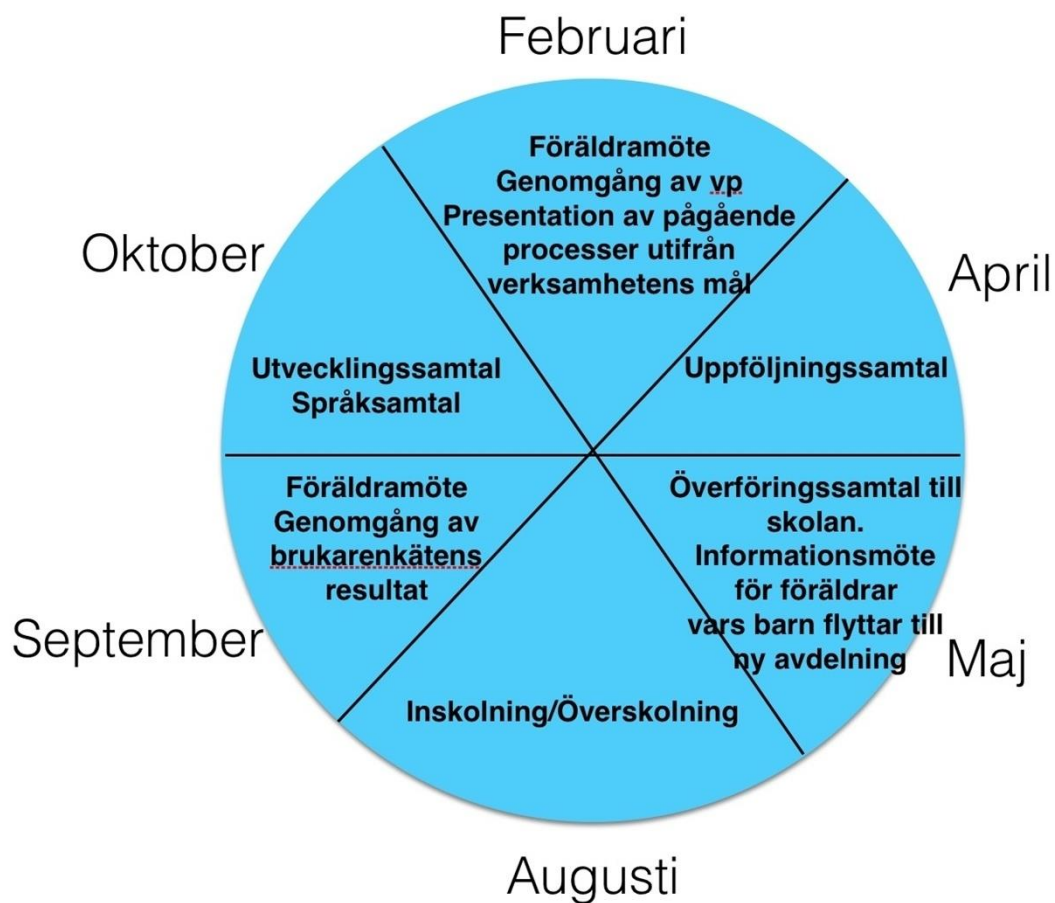 Februari
Föräldramöte
Genomgång av vp
Presentation av pågående
processer utifrån
verksamhetens mål
April
Uppföljningssamtal
Överföringssamtal till
skolan.
Informationsmöte
för föräldrar
vars barn flyttar till
ny avdelning
Maj
Inskolning/Överskolning
Augusti
Föräldramöte
Genomgång av
brukarenkätens
resultat
September
Utvecklingssamtal
Språksamtal
Oktober